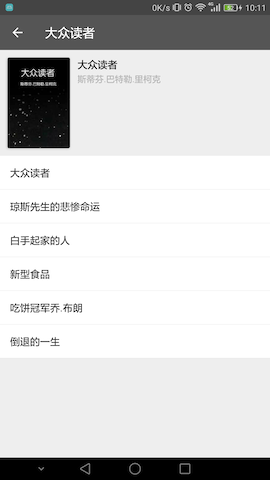 0K/s 4G 10:11
大众读者
大众读者
斯蒂芬.巴特勒.里柯克
大众读者
斯蒂芬.巴特勒.里柯克
大众读者
琼斯先生的悲惨命运
白手起家的人
新型食品
吃饼冠军乔.布朗
倒退的一生